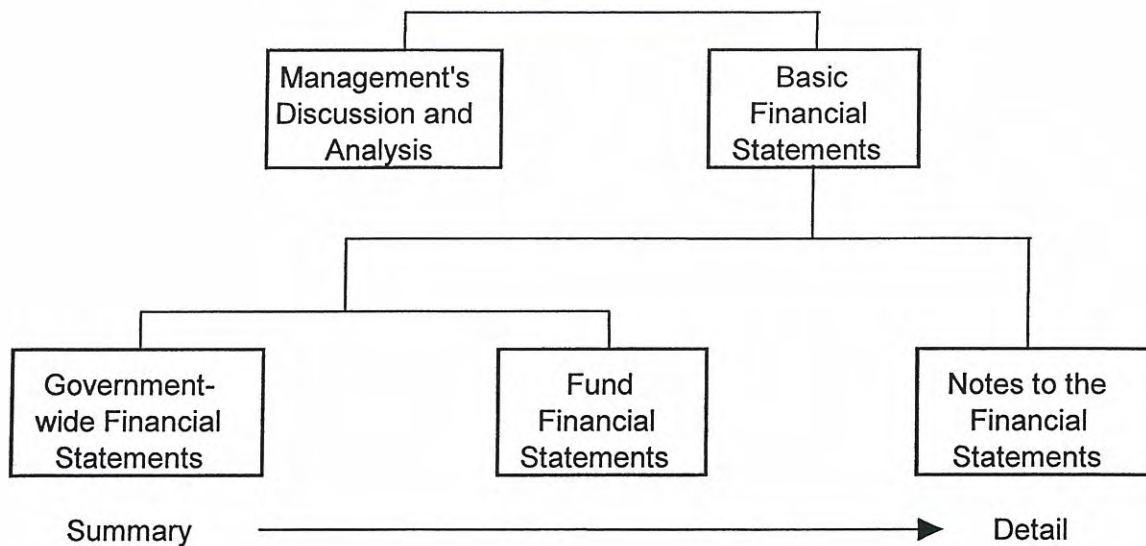 Management's
Discussion and
Analysis
Basic
Financial
Statements
Government-
wide Financial
Statements
Fund
Financial
Statements
Notes to the
Financial
Statements
Summary
Detail